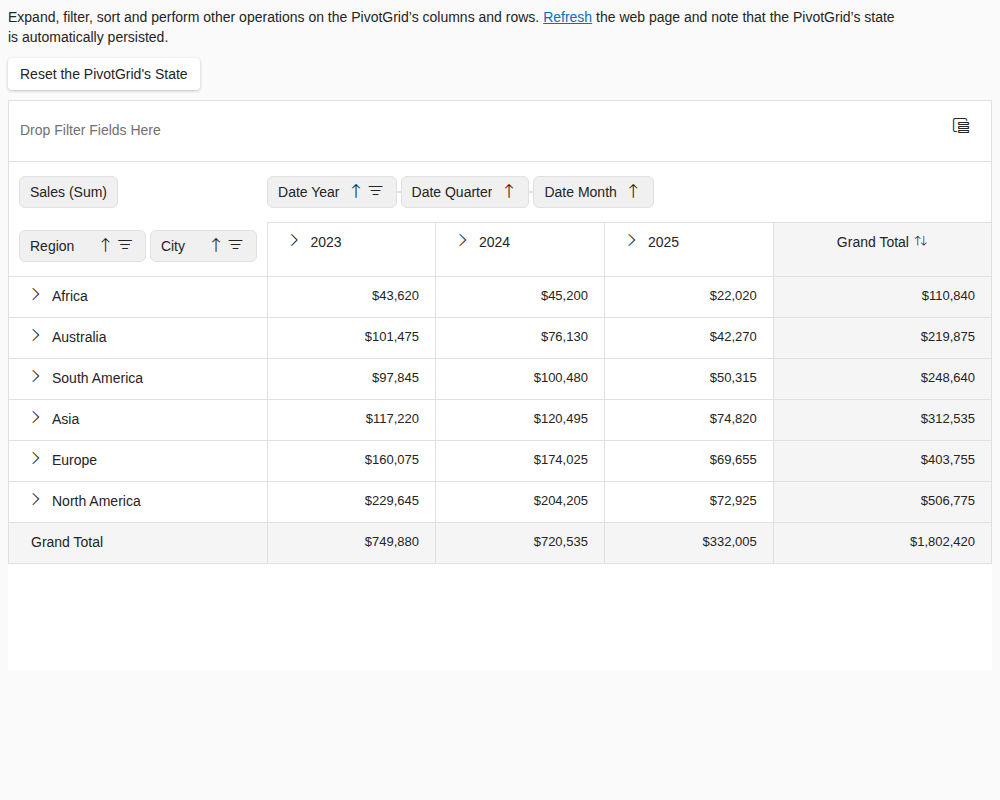 Expand, filter, sort and perform other operations on the PivotGrid's columns and rows. Refresh the web page and note that the PivotGrid's state
is automatically persisted.
Reset the PivotGrid's State
Drop Filter Fields Here
Sales (Sum) Date Year Date Quarter Date Month
Region City 2023 2024 2025 Grand Total
Africa $43,620 $45,200 $22,020 $110,840
Australia $101,475 $76,130 $42,270 $219,875
South America $97,845 $100,480 $50,315 $248,640
Asia $117,220 $120,495 $74,820 $312,535
Europe $160,075 $174,025 $69,655 $403,755
North America $229,645 $204,205 $72,925 $506,775
Grand Total $749,880 $720,535 $332,005 $1,802,420